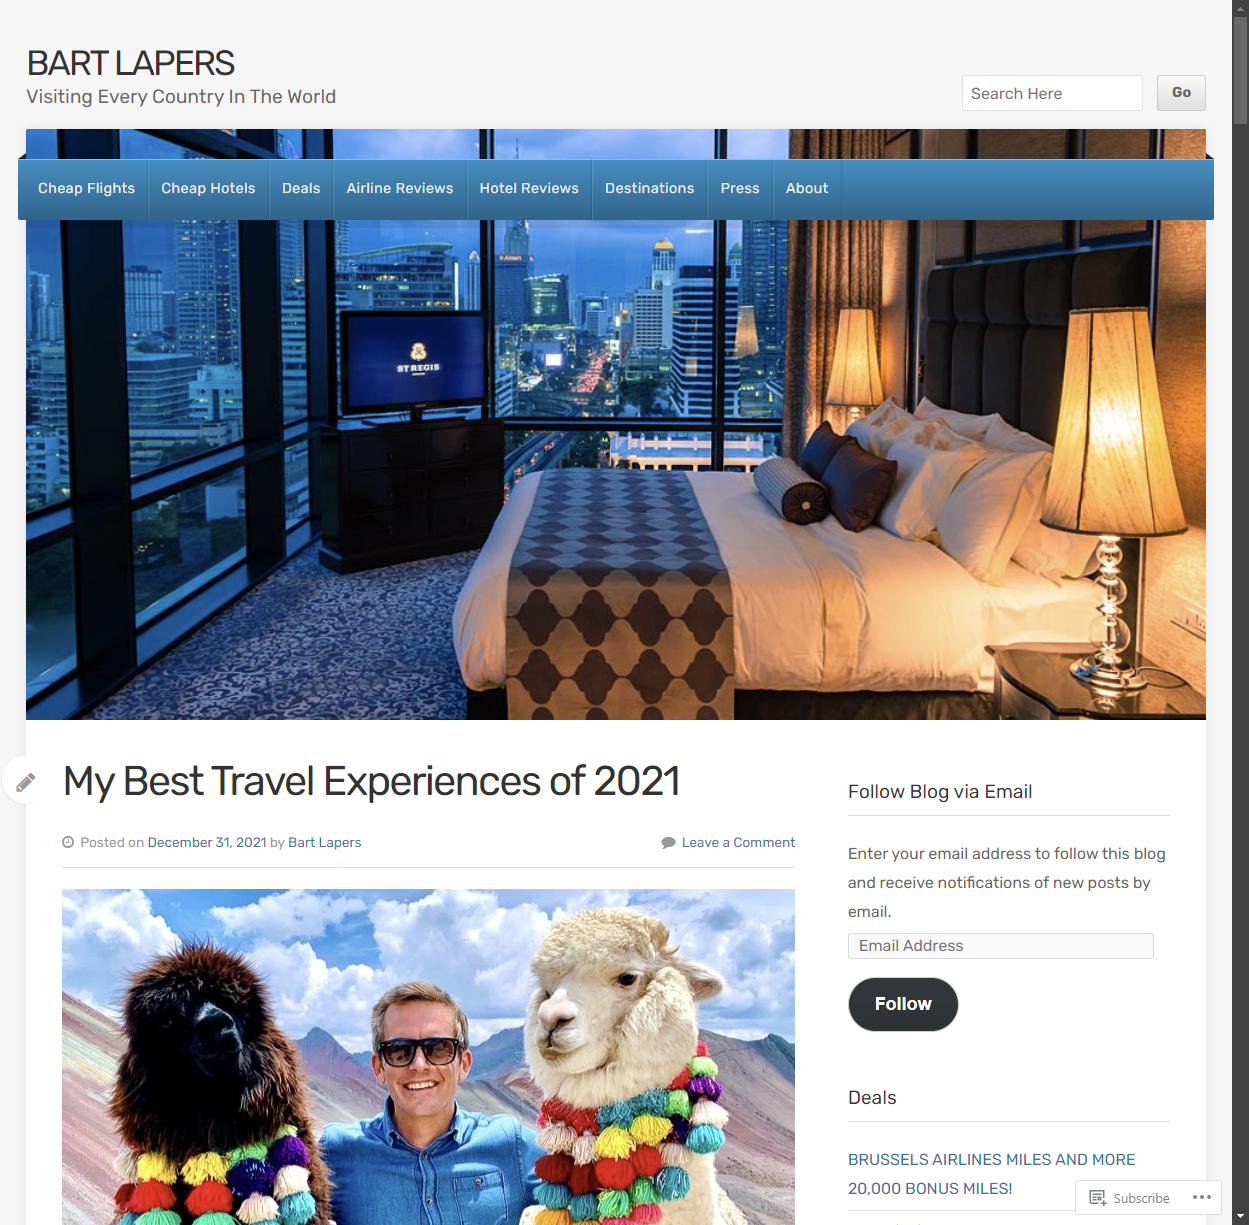 BART LAPERS
Visiting Every Country In The World
Search Here
Go
Cheap Flights
Cheap Hotels
Deals
Airline Reviews
Hotel Reviews
Destinations
Press
About
ST REGIS
My Best Travel Experiences of 2021
Posted on December 31, 2021 by Bart Lapers
Leave a Comment
Follow Blog via Email
Enter your email address to follow this blog
and receive notifications of new posts by
email.
Email Address
Follow
Deals
BRUSSELS AIRLINES MILES AND MORE
20,000 BONUS MILES!
Subscribe